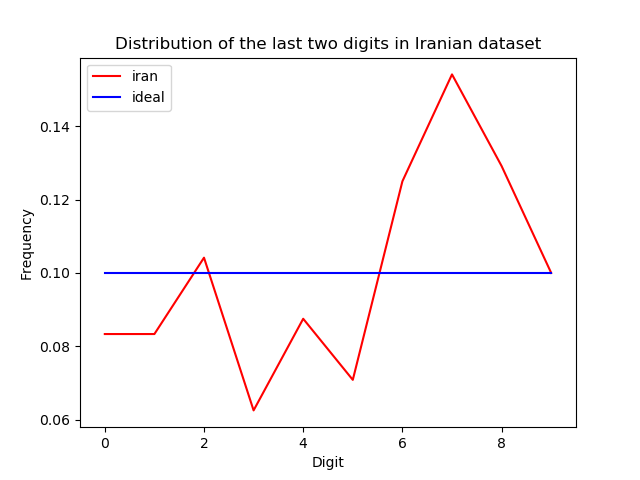 Distribution of the last two digits in Iranian dataset
iran
ideal
0.14
0.12
0.10
0.08
0.06
Frequency
0 2 4 6 8
Digit